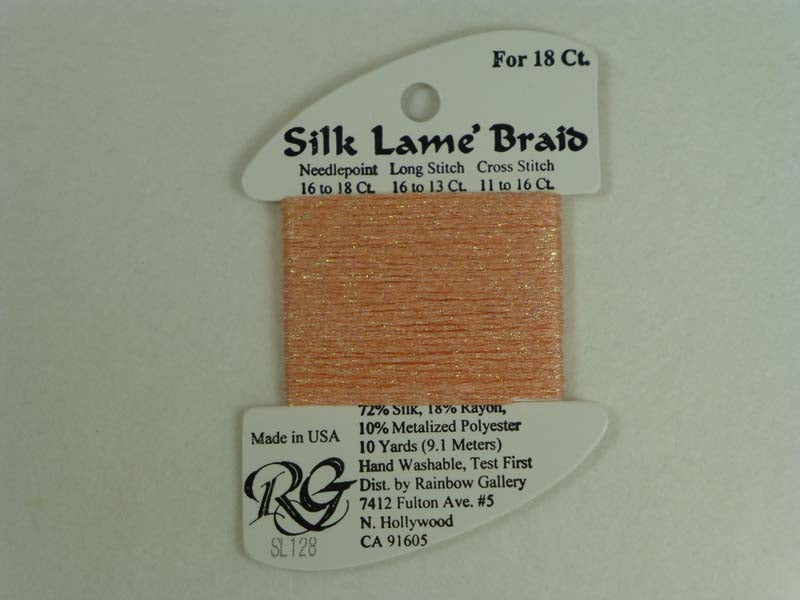 For 18 Ct.
Silk Lame' Braid
Needlepoint Long Stitch Cross Stitch
16 to 18 Ct. 16 to 13 Ct. 11 to 16 Ct.
72% Silk, 18% Rayon,
10% Metalized Polyester
10 Yards (9.1 Meters)
Hand Washable, Test First
Dist. by Rainbow Gallery
7412 Fulton Ave. #5
N. Hollywood
CA 91605
Made in USA
RG
SL128